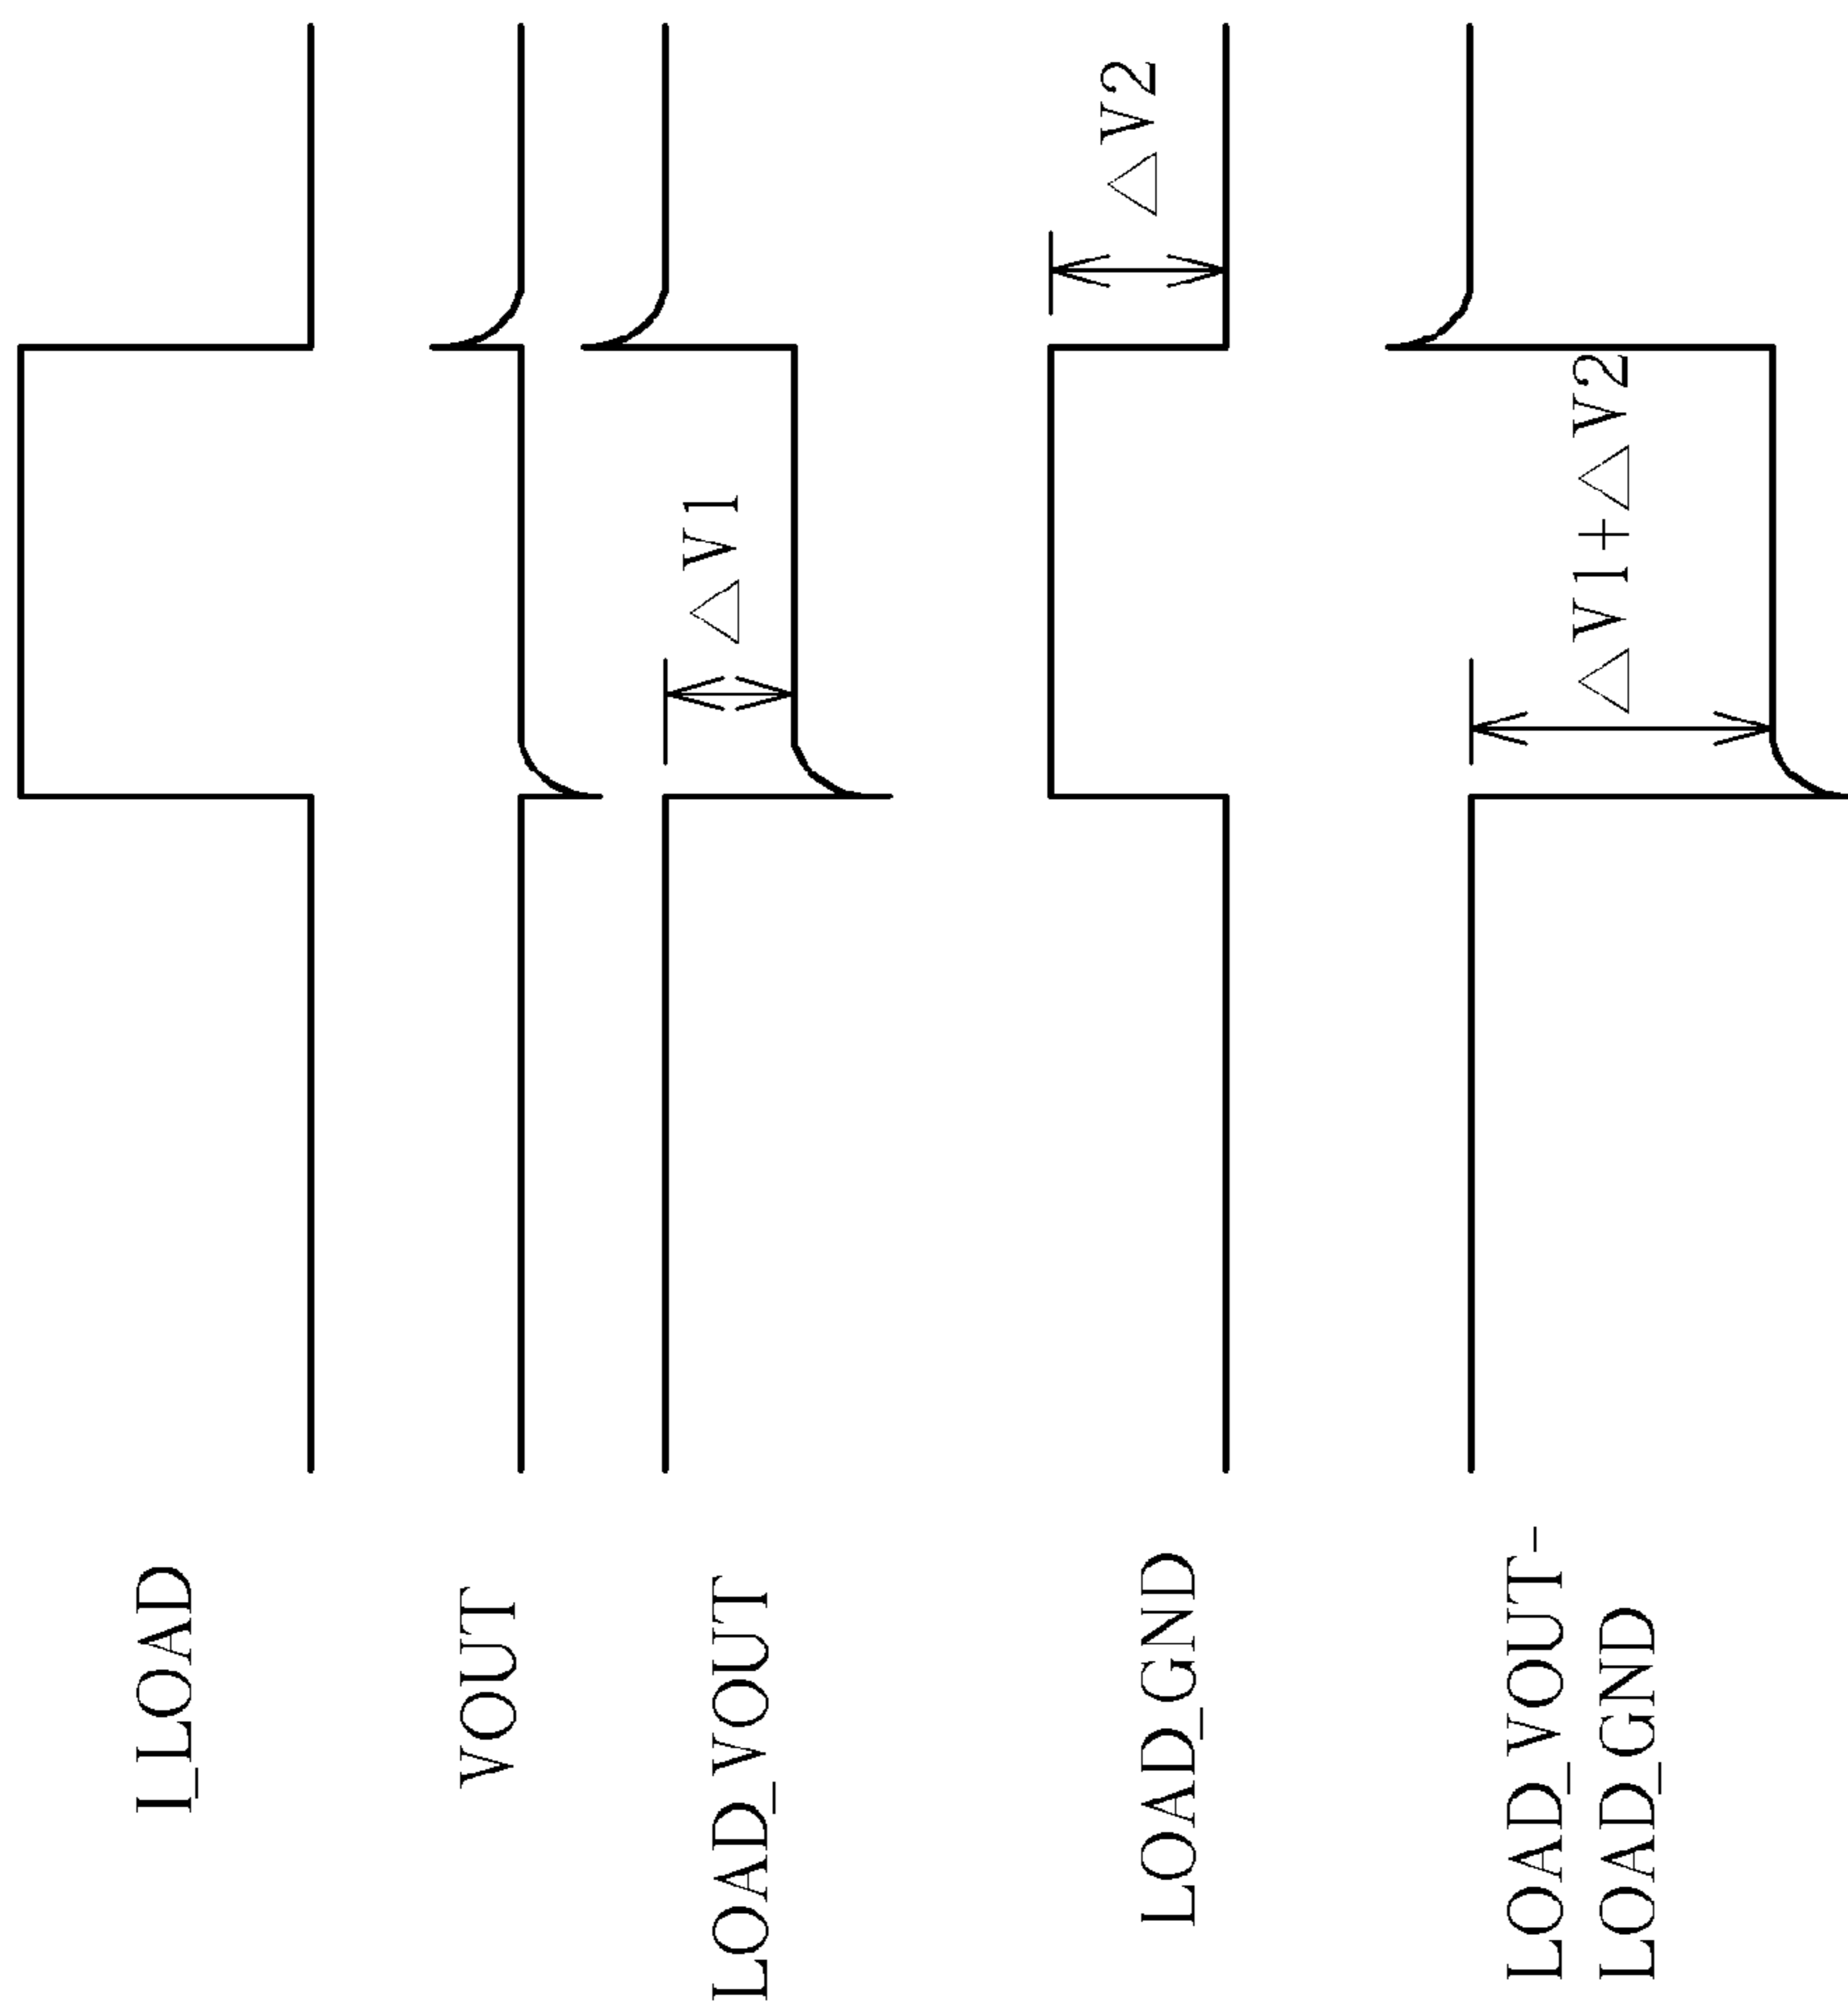 I_LOAD
VOUT
LOAD_VOUT
△V1
LOAD_GND
△V2
LOAD_VOUT-
LOAD_GND
△V1+△V2